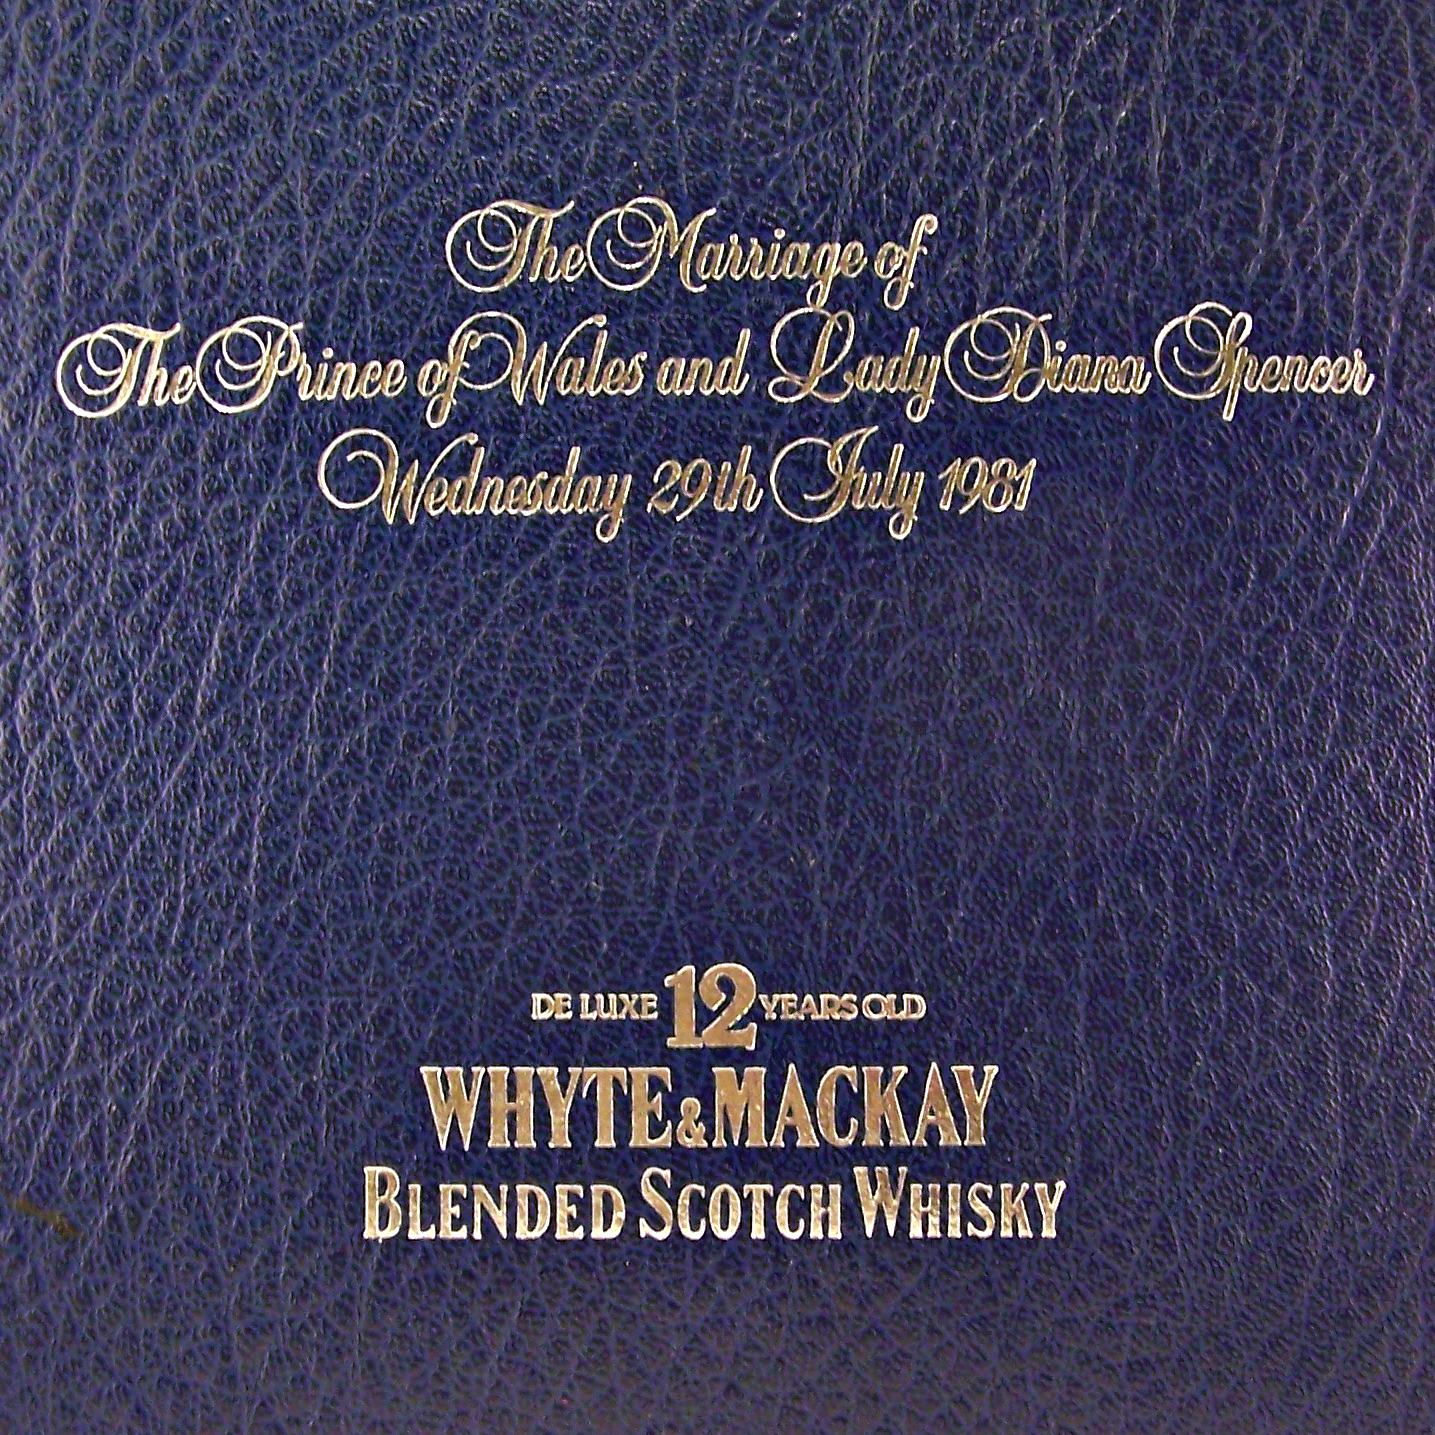 The Marriage of
The Prince of Wales and Lady Diana Spencer
Wednesday 29th July 1981
DE LUXE 12 YEARS OLD
WHYTE & MACKAY
BLENDED SCOTCH WHISKY